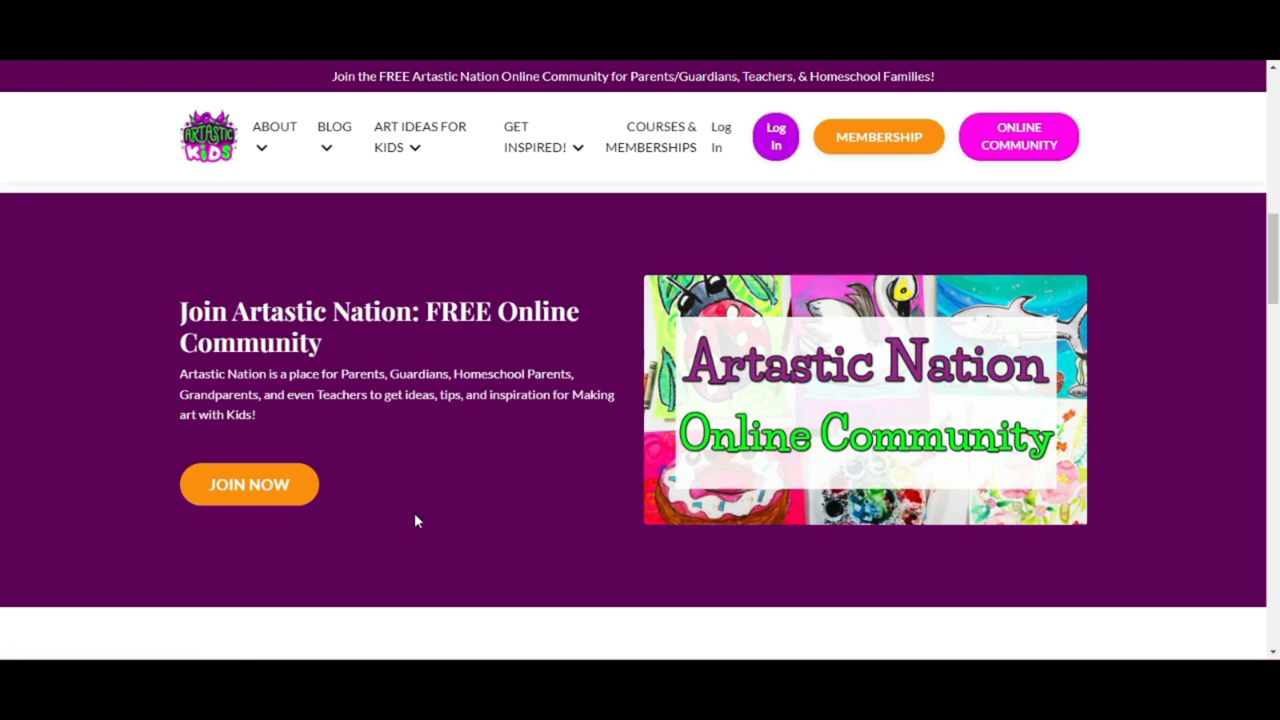 Join the FREE Artastic Nation Online Community for Parents/Guardians, Teachers, & Homeschool Families!
ARTASTIC
KiDS
ABOUT
BLOG
ART IDEAS FOR
KIDS
GET
INSPIRED!
COURSES &
MEMBERSHIPS
Log
In
Log
In
MEMBERSHIP
ONLINE
COMMUNITY
Join Artastic Nation: FREE Online
Community
Artastic Nation is a place for Parents, Guardians, Homeschool Parents,
Grandparents, and even Teachers to get ideas, tips, and inspiration for Making
art with Kids!
JOIN NOW
Artastic Nation
Online Community